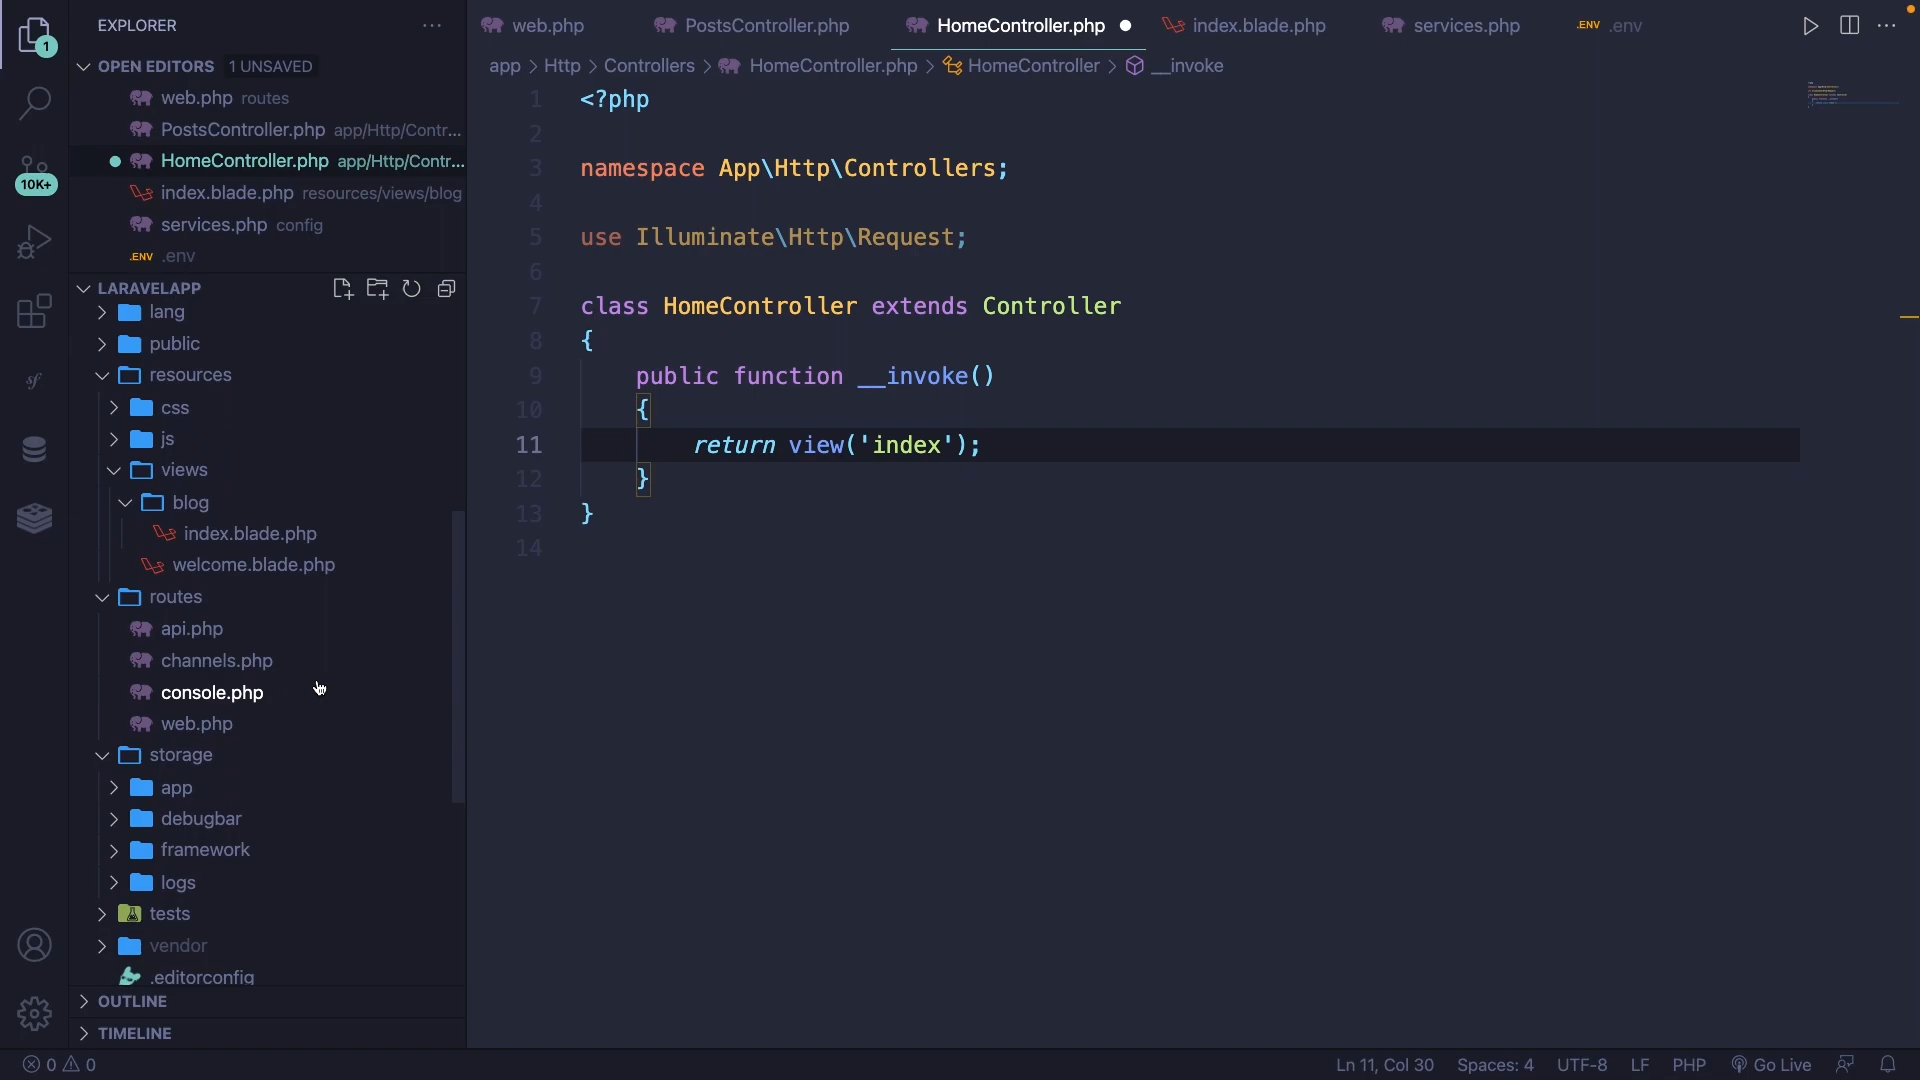 EXPLORER
1
OPEN EDITORS 1 UNSAVED
web.php routes
PostsController.php app/Http/Contr...
HomeController.php app/Http/Contr...
index.blade.php resources/views/blog
services.php config
.ENV .env
10K+
LARAVELAPP
lang
public
resources
css
js
views
blog
index.blade.php
welcome.blade.php
routes
api.php
channels.php
console.php
web.php
storage
app
debugbar
framework
logs
tests
vendor
.editorconfig
OUTLINE
TIMELINE
web.php PostsController.php HomeController.php index.blade.php services.php .ENV .env
app > Http > Controllers > HomeController.php > HomeController > __invoke
1 <?php
2
3 namespace App\Http\Controllers;
4
5 use Illuminate\Http\Request;
6
7 class HomeController extends Controller
8 {
9 public function __invoke()
10 {
11 return view('index');
12 }
13 }
14
0 0
Ln 11, Col 30 Spaces: 4 UTF-8 LF PHP Go Live